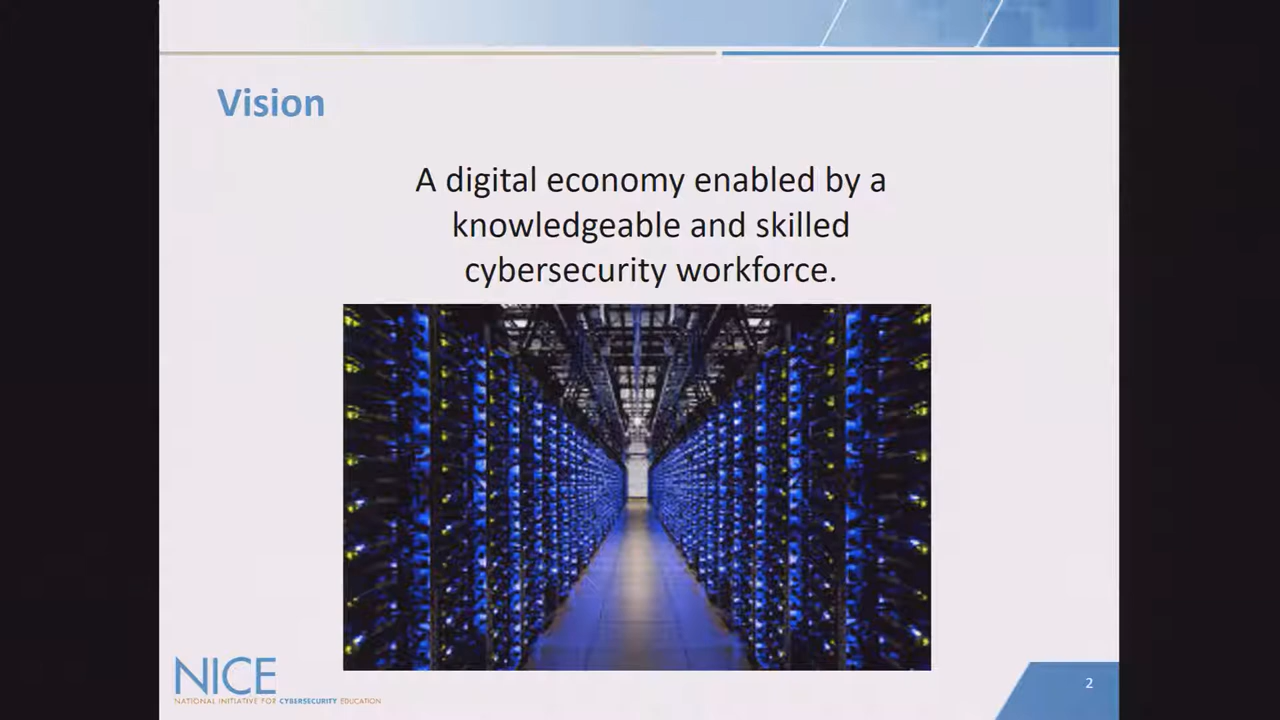 Vision
A digital economy enabled by a
knowledgeable and skilled
cybersecurity workforce.
NICE
NATIONAL INITIATIVE FOR CYBERSECURITY EDUCATION
2